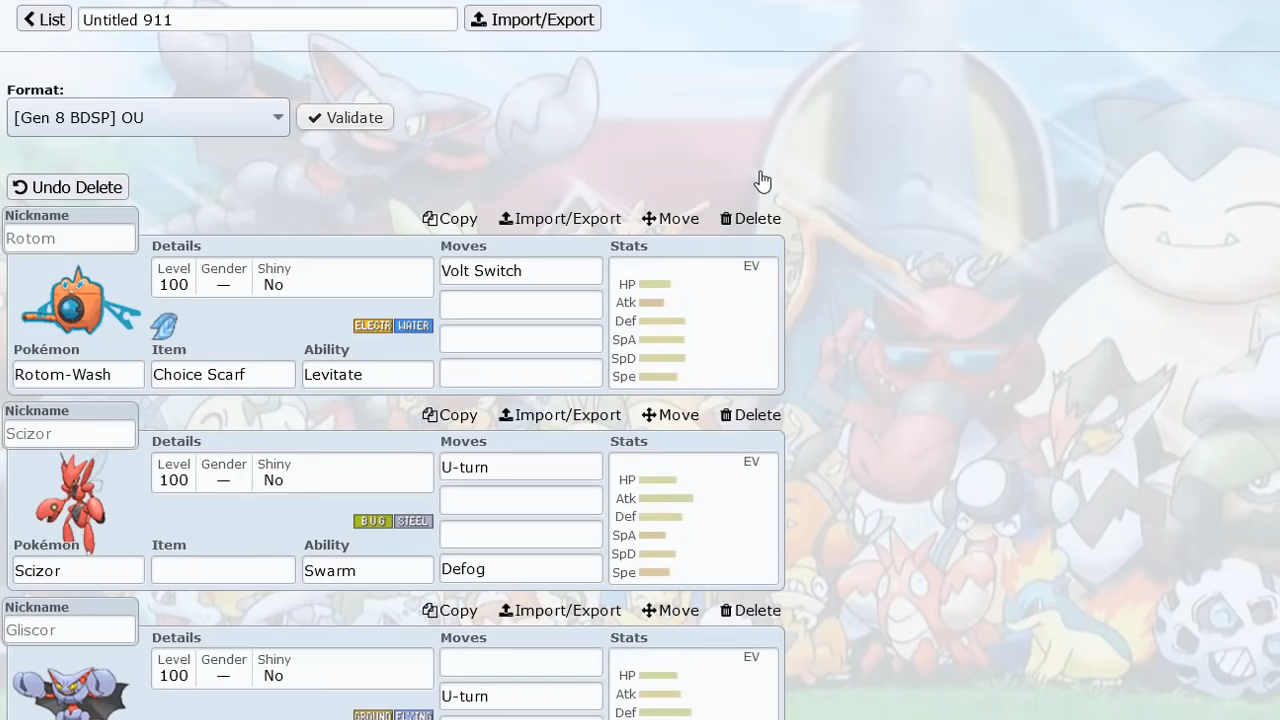 List Untitled 911 Import/Export
Format:
[Gen 8 BDSP] OU Validate
Undo Delete
Nickname Copy Import/Export Move Delete
Rotom
Details Moves Stats
Level Gender Shiny Volt Switch EV
100 — No HP
Atk
ELECTR WATER Def
SpA
Pokémon Item Ability SpD
Rotom-Wash Choice Scarf Levitate Spe
Nickname Copy Import/Export Move Delete
Scizor
Details Moves Stats
Level Gender Shiny U-turn EV
100 — No HP
Atk
BUG STEEL Def
SpA
Pokémon Item Ability SpD
Scizor Swarm Defog Spe
Nickname Copy Import/Export Move Delete
Gliscor
Details Moves Stats
Level Gender Shiny EV
100 — No HP
U-turn Atk
GROUND FLYING Def